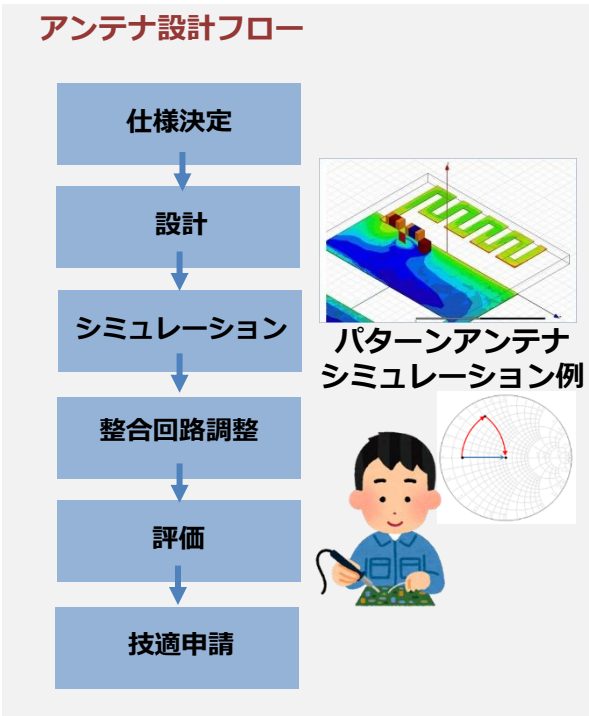 アンテナ設計フロー
仕様決定
設計
シミュレーション
整合回路調整
評価
技適申請
パターンアンテナ
シミュレーション例